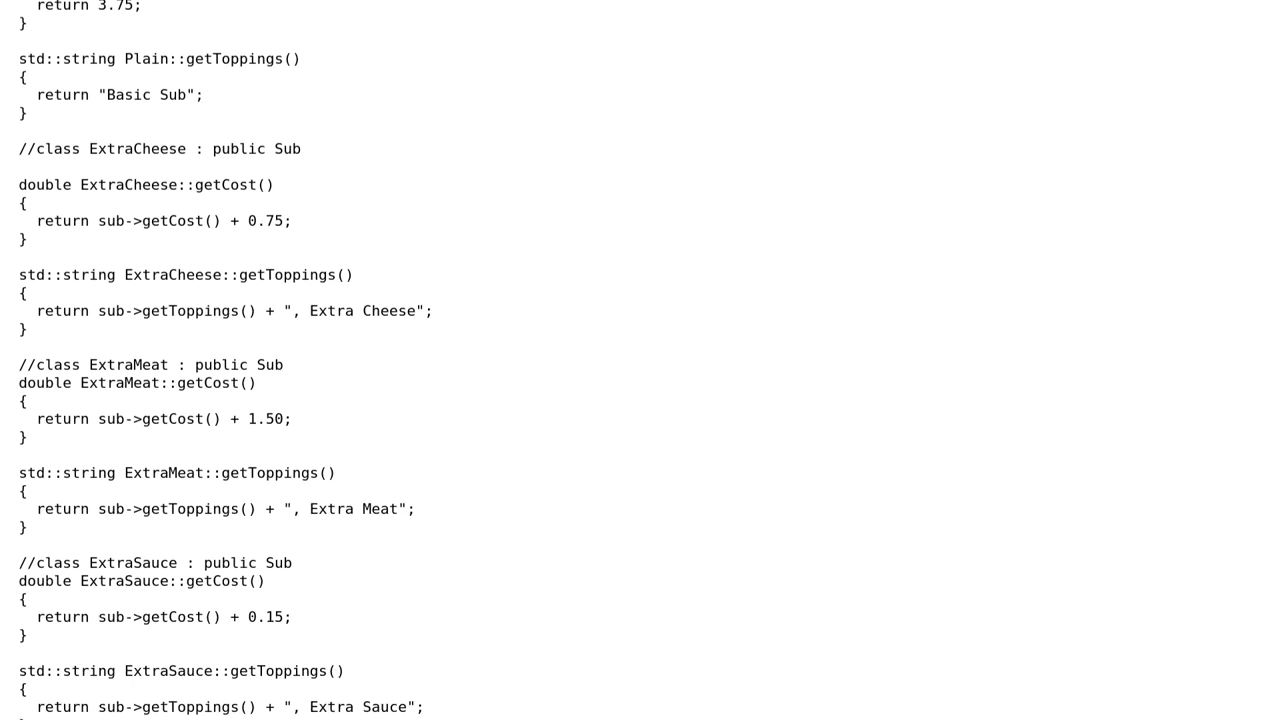 return 3.75;
}

std::string Plain::getToppings()
{
  return "Basic Sub";
}

//class ExtraCheese : public Sub

double ExtraCheese::getCost()
{
  return sub->getCost() + 0.75;
}

std::string ExtraCheese::getToppings()
{
  return sub->getToppings() + ", Extra Cheese";
}

//class ExtraMeat : public Sub
double ExtraMeat::getCost()
{
  return sub->getCost() + 1.50;
}

std::string ExtraMeat::getToppings()
{
  return sub->getToppings() + ", Extra Meat";
}

//class ExtraSauce : public Sub
double ExtraSauce::getCost()
{
  return sub->getCost() + 0.15;
}

std::string ExtraSauce::getToppings()
{
  return sub->getToppings() + ", Extra Sauce";